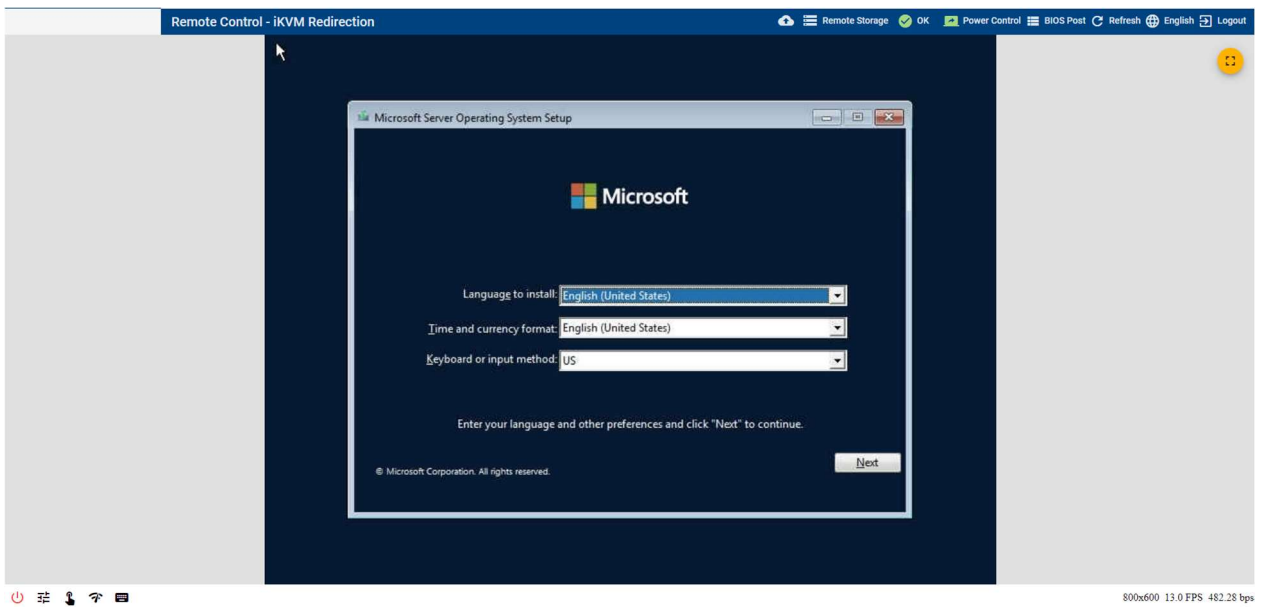 Remote Control - iKVM Redirection Remote Storage OK Power Control BIOS Post Refresh English Logout
Microsoft Server Operating System Setup
Microsoft
Language to install: English (United States)
Time and currency format: English (United States)
Keyboard or input method: US
Enter your language and other preferences and click "Next" to continue.
Next
© Microsoft Corporation. All rights reserved.
800x600 13.0 FPS 482.28 bps